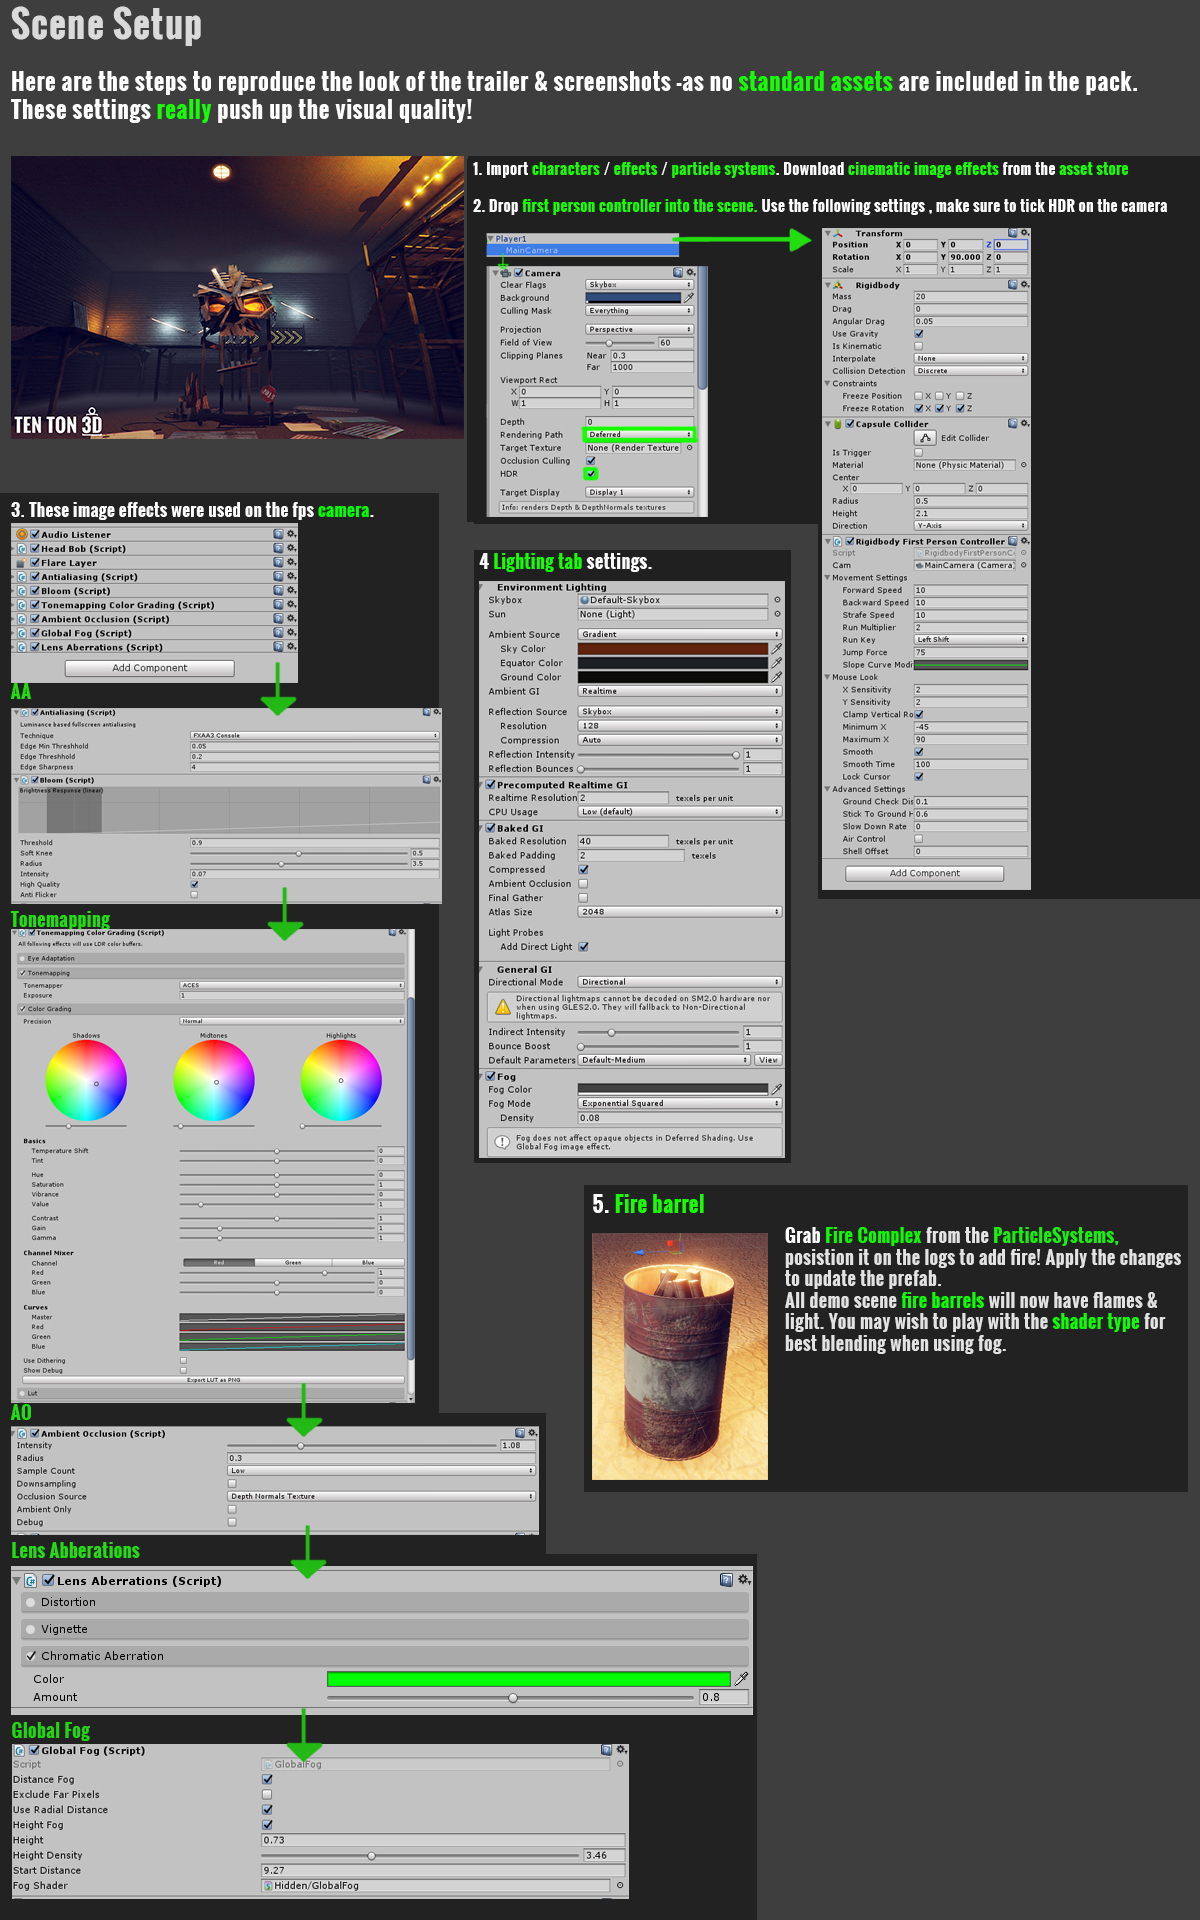 Scene Setup
Here are the steps to reproduce the look of the trailer & screenshots -as no standard assets are included in the pack.
These settings really push up the visual quality!
TEN TON 3D
1. Import characters / effects / particle systems. Download cinematic image effects from the asset store
2. Drop first person controller into the scene. Use the following settings , make sure to tick HDR on the camera
Player1
MainCamera
Camera
Clear Flags Skybox
Background
Culling Mask Everything
Projection Perspective
Field of View 60
Clipping Planes Near 0.3
Far 1000
Viewport Rect
X 0 Y 0
W 1 H 1
Depth 0
Rendering Path Deferred
Target Texture None (Render Texture
Occlusion Culling
HDR
Target Display Display 1
Info: renders Depth & DepthNormals textures
Transform
Position X 0 Y 0 Z 0
Rotation X 0 Y 90.000 Z 0
Scale X 1 Y 1 Z 1
Rigidbody
Mass 20
Drag 0
Angular Drag 0.05
Use Gravity
Is Kinematic
Interpolate None
Collision Detection Discrete
Constraints
Freeze Position X Y Z
Freeze Rotation X Y Z
Capsule Collider
Edit Collider
Is Trigger
Material None (Physic Material)
Center
X 0 Y 0 Z 0
Radius 0.5
Height 2.1
Direction Y-Axis
Rigidbody First Person Controller
Script RigidbodyFirstPersonC
Cam MainCamera (Camera)
Movement Settings
Forward Speed 10
Backward Speed 10
Strafe Speed 10
Run Multiplier 2
Run Key Left Shift
Jump Force 75
Slope Curve Modi
Mouse Look
X Sensitivity 2
Y Sensitivity 2
Clamp Vertical Ro
Minimum X -45
Maximum X 90
Smooth
Smooth Time 100
Lock Cursor
Advanced Settings
Ground Check Dis 0.1
Stick To Ground H 0.6
Slow Down Rate 0
Air Control
Shell Offset 0
Add Component
3. These image effects were used on the fps camera.
Audio Listener
Head Bob (Script)
Flare Layer
Antialiasing (Script)
Bloom (Script)
Tonemapping Color Grading (Script)
Ambient Occlusion (Script)
Global Fog (Script)
Lens Aberrations (Script)
Add Component
AA
Antialiasing (Script)
Luminance based fullscreen antialiasing
Technique FXAA3 Console
Edge Min Threshhold 0.05
Edge Threshhold 0.2
Edge Sharpness 4
Bloom (Script)
Brightness Response (linear)
Threshold 0.9
Soft Knee 0.5
Radius 3.5
Intensity 0.07
High Quality
Anti Flicker
Tonemapping
Tonemapping Color Grading (Script)
All following effects will use LDR color buffers.
Eye Adaptation
Tonemapping
Tonemapper ACES
Exposure 1
Color Grading
Precision Normal
Shadows Midtones Highlights
Basics
Temperature Shift 0
Tint 0
Hue 0
Saturation 1
Vibrance 0
Value 1
Contrast 1
Gain 1
Gamma 1
Channel Mixer
Channel Red Green Blue
Red 1
Green 0
Blue 0
Curves
Master
Red
Green
Blue
Use Dithering
Show Debug
Export LUT as PNG
Lut
AO
Ambient Occlusion (Script)
Intensity 1.08
Radius 0.3
Sample Count Low
Downsampling
Occlusion Source Depth Normals Texture
Ambient Only
Debug
Lens Abberations
Lens Aberrations (Script)
Distortion
Vignette
Chromatic Aberration
Color
Amount 0.8
Global Fog
Global Fog (Script)
Script GlobalFog
Distance Fog
Exclude Far Pixels
Use Radial Distance
Height Fog
Height 0.73
Height Density 3.46
Start Distance 9.27
Fog Shader Hidden/GlobalFog
4 Lighting tab settings.
Environment Lighting
Skybox Default-Skybox
Sun None (Light)
Ambient Source Gradient
Sky Color
Equator Color
Ground Color
Ambient GI Realtime
Reflection Source Skybox
Resolution 128
Compression Auto
Reflection Intensity 1
Reflection Bounces 1
Precomputed Realtime GI
Realtime Resolution 2 texels per unit
CPU Usage Low (default)
Baked GI
Baked Resolution 40 texels per unit
Baked Padding 2 texels
Compressed
Ambient Occlusion
Final Gather
Atlas Size 2048
Light Probes
Add Direct Light
General GI
Directional Mode Directional
Directional lightmaps cannot be decoded on SM2.0 hardware nor
when using GLES2.0. They will fallback to Non-Directional
lightmaps.
Indirect Intensity 1
Bounce Boost 1
Default Parameters Default-Medium View
Fog
Fog Color
Fog Mode Exponential Squared
Density 0.08
Fog does not affect opaque objects in Deferred Shading. Use
Global Fog image effect.
5. Fire barrel
Grab Fire Complex from the ParticleSystems,
posistion it on the logs to add fire! Apply the changes
to update the prefab.
All demo scene fire barrels will now have flames &
light. You may wish to play with the shader type for
best blending when using fog.